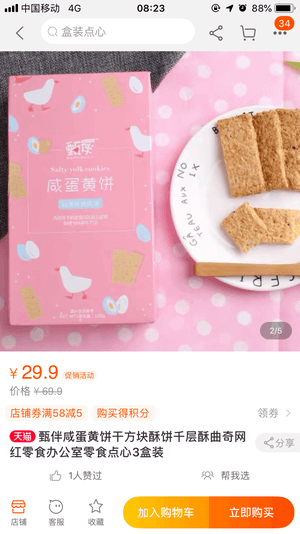 中国移动 4G 08:23 88%
盒装点心
34
甄伴
Salty yolk cookies
咸蛋黄饼
GÂTEAU AUX NOIX
2/5
¥29.9 促销活动
价格 ¥69.9
店铺券满58减5 购买得积分 领券
天猫 甄伴咸蛋黄饼干方块酥饼千层酥曲奇网
红零食办公室零食点心3盒装
分享
1人赞过 帮我选
店铺 客服 收藏 加入购物车 立即购买